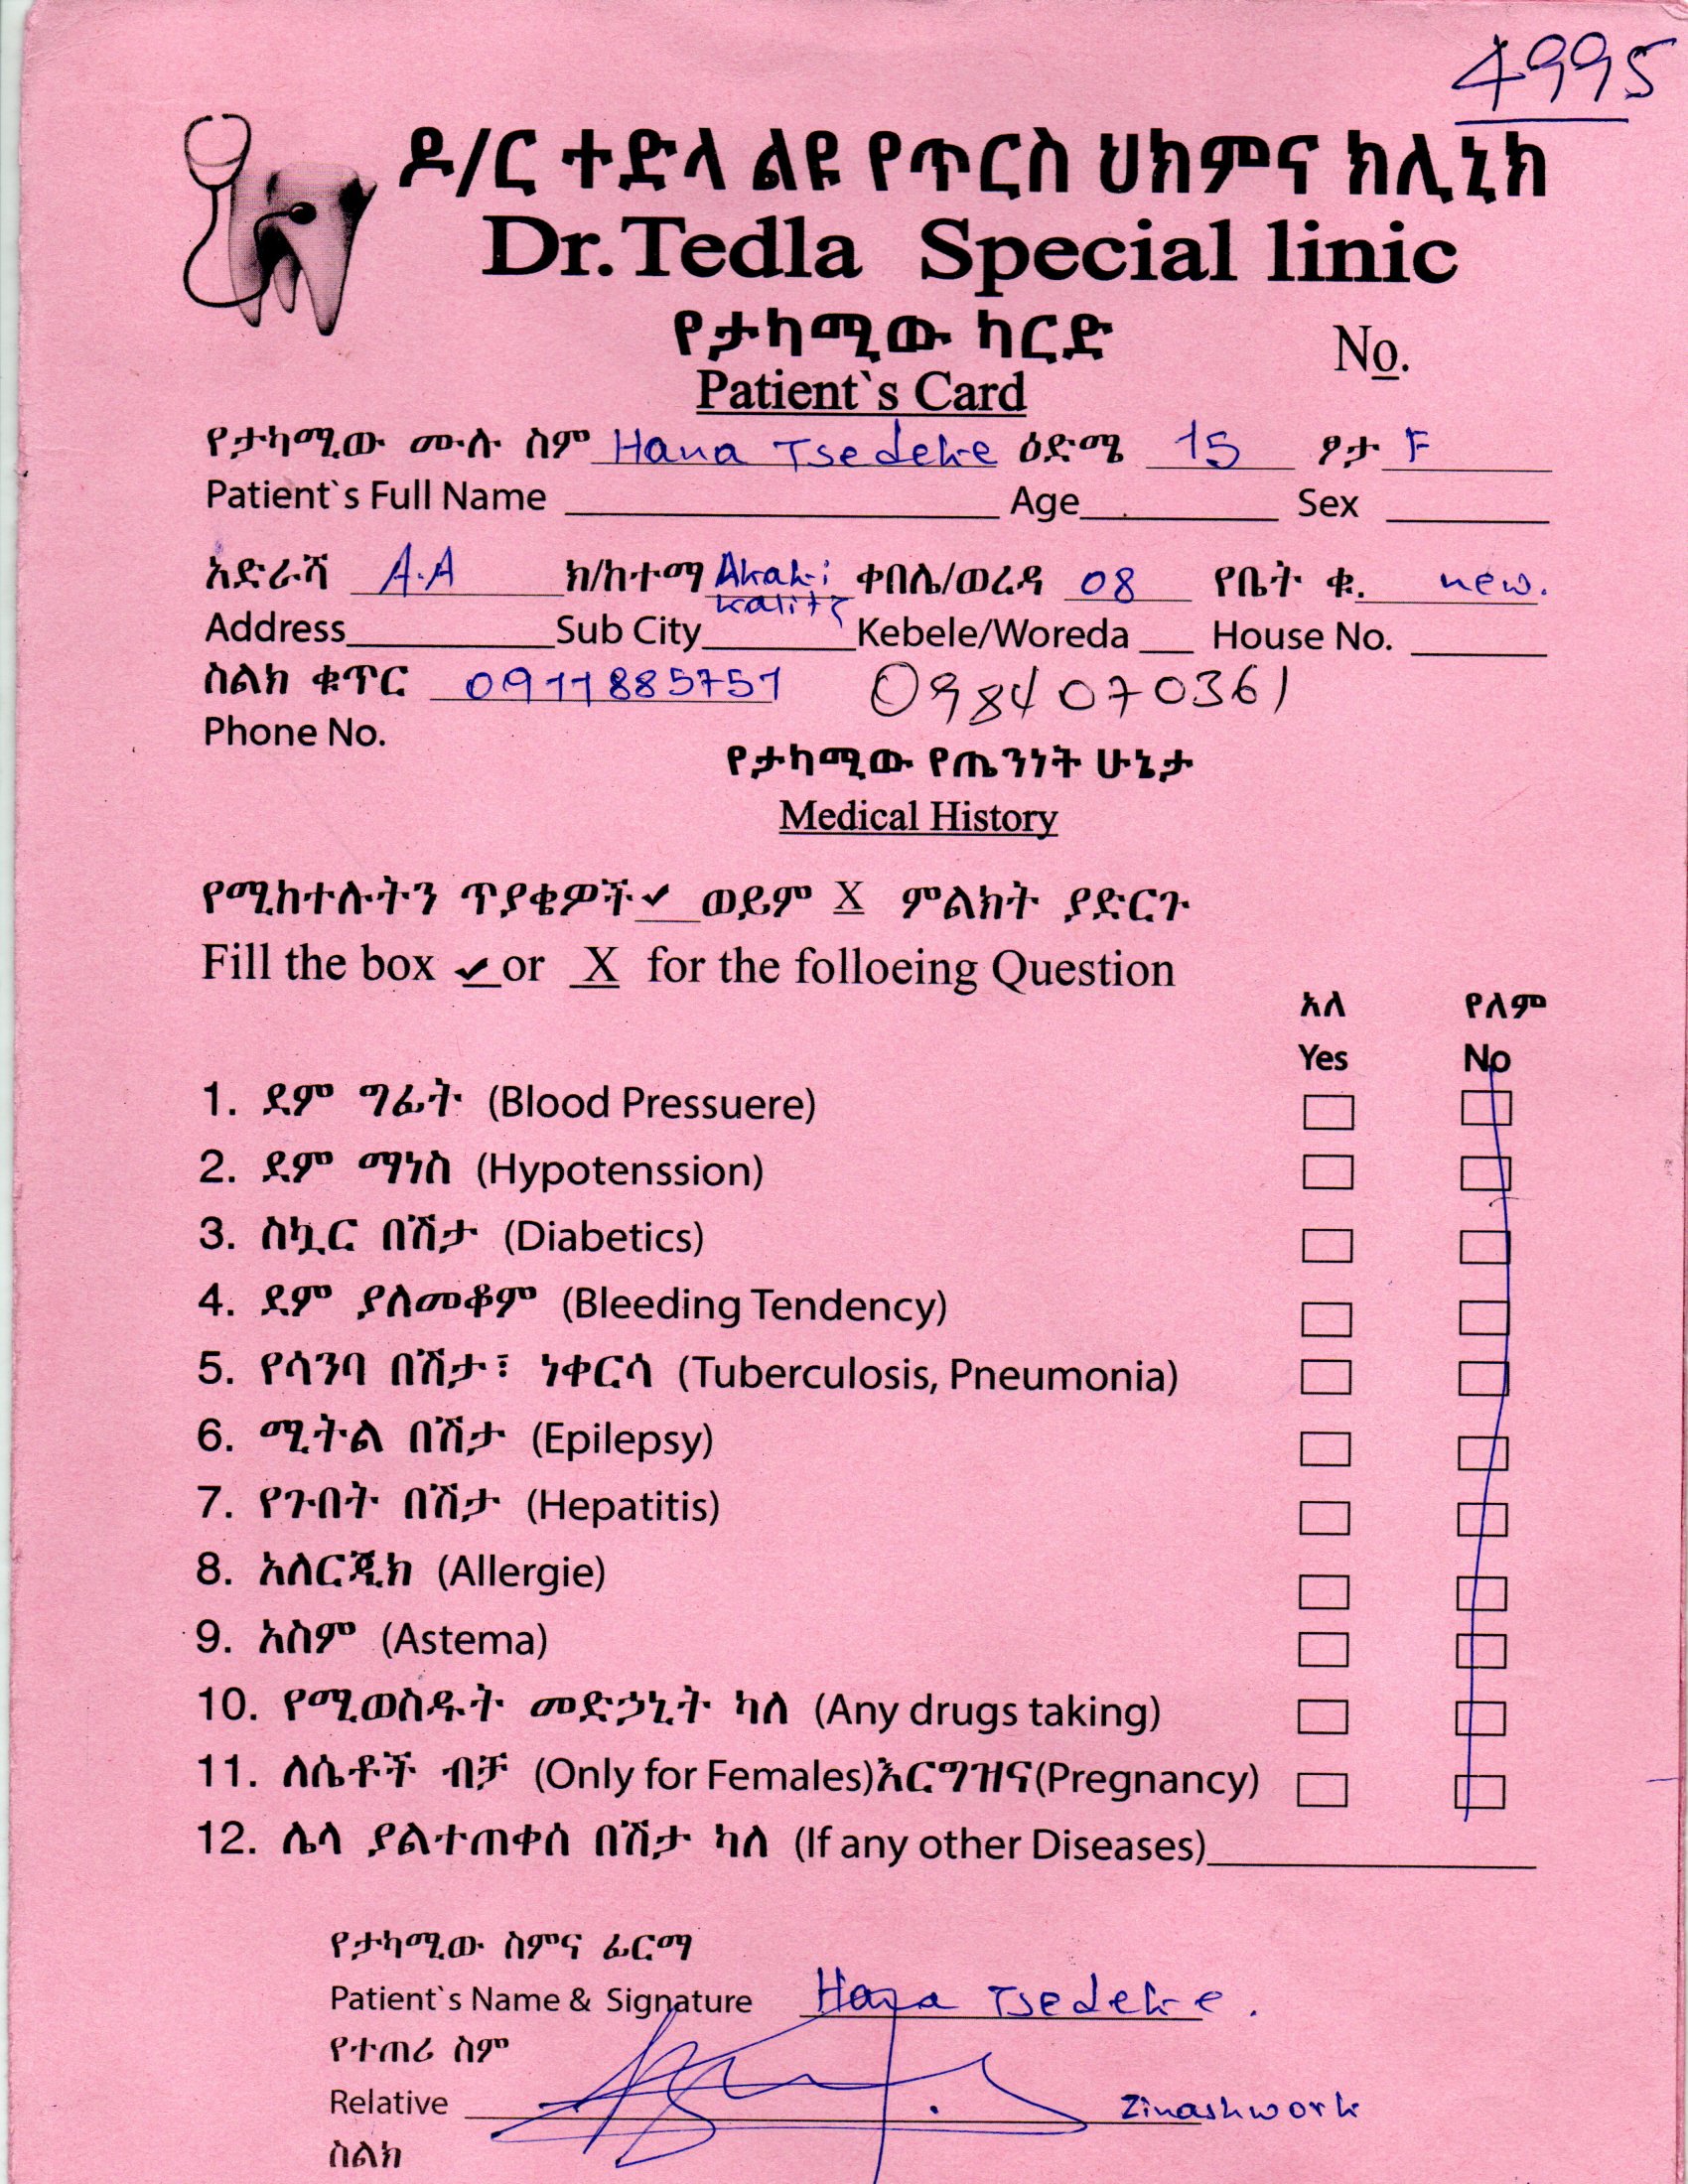 4995
ዶ/ር ተድላ ልዩ የጥርስ ህክምና ክሊኒክ
Dr.Tedla Special linic
የታካሚው ካርድ
No.
Patient`s Card
የታካሚው ሙሉ ስም Hana Tsedeke ዕድሜ 15 ፆታ F
Patient`s Full Name Age Sex
አድራሻ A.A ክ/ከተማ Akaki kality ቀበሌ/ወረዳ 08 የቤት ቁ. new.
Address Sub City Kebele/Woreda House No.
ስልክ ቁጥር 0911885751 0984070361
Phone No.
የታካሚው የጤንነት ሁኔታ
Medical History
የሚከተሉትን ጥያቄዎች ✓ ወይም X ምልክት ያድርጉ
Fill the box ✓ or X for the folloeing Question
አለ የለም
Yes No
1. ደም ግፊት (Blood Pressuere)
2. ደም ማነስ (Hypotenssion)
3. ስኳር በሽታ (Diabetics)
4. ደም ያለመቆም (Bleeding Tendency)
5. የሳንባ በሽታ፣ ነቀርሳ (Tuberculosis, Pneumonia)
6. ሚትል በሽታ (Epilepsy)
7. የጉበት በሽታ (Hepatitis)
8. አለርጂክ (Allergie)
9. አስም (Astema)
10. የሚወስዱት መድኃኒት ካለ (Any drugs taking)
11. ለሴቶች ብቻ (Only for Females)እርግዝና(Pregnancy)
12. ሌላ ያልተጠቀሰ በሽታ ካለ (If any other Diseases)
የታካሚው ስምና ፊርማ
Patient`s Name & Signature Hana Tsedeke.
የተጠሪ ስም
Relative Zinashwork
ስልክ